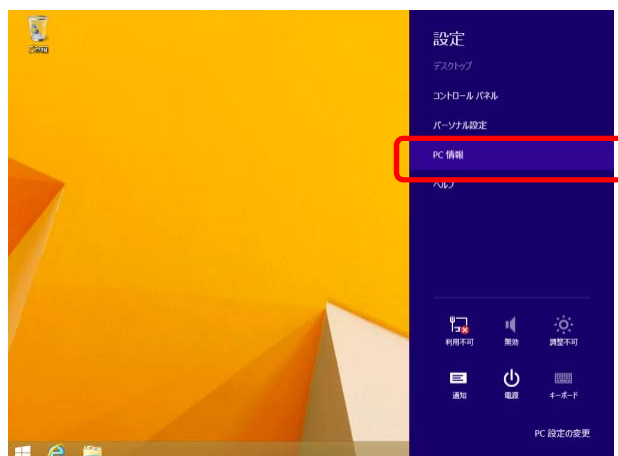 ごみ箱
設定
デスクトップ
コントロール パネル
パーソナル設定
PC 情報
ヘルプ
利用不可
無効
調整不可
通知
電源
キーボード
PC 設定の変更